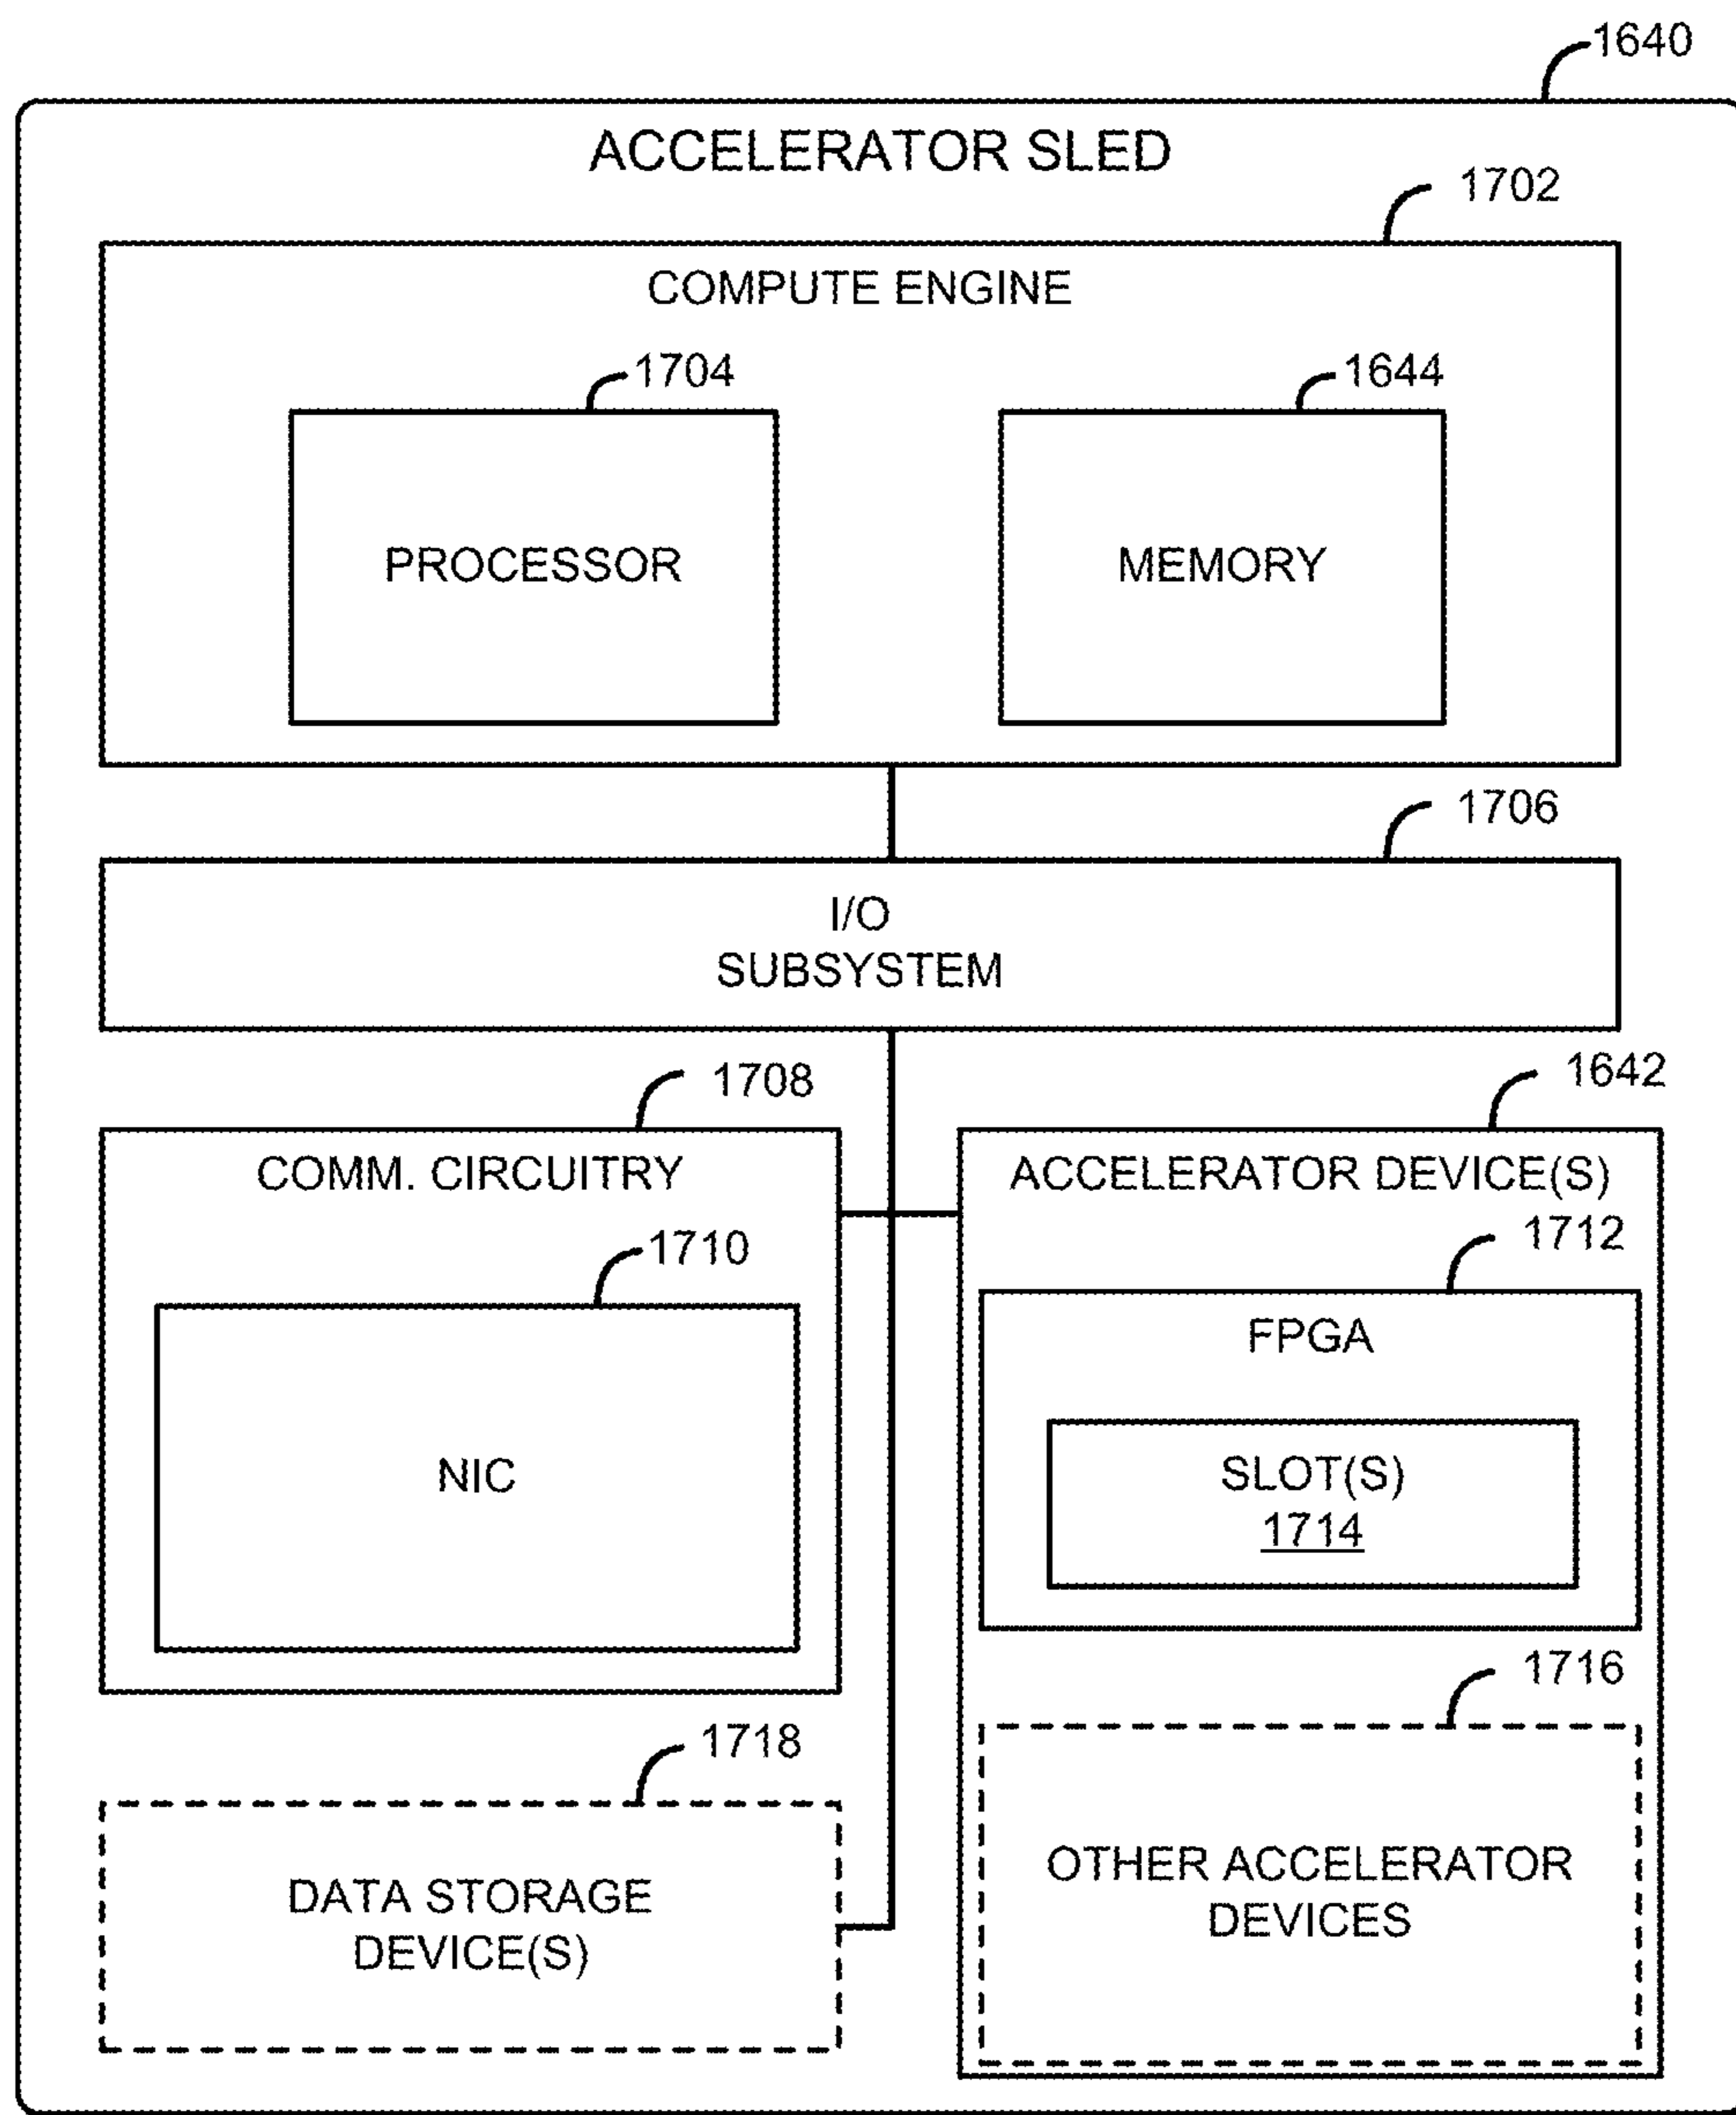 1640
ACCELERATOR SLED
1702
COMPUTE ENGINE
1704
1644
PROCESSOR
MEMORY
1706
I/O
SUBSYSTEM
1708
1642
COMM. CIRCUITRY
ACCELERATOR DEVICE(S)
1710
1712
FPGA
NIC
SLOT(S)
1714
1716
1718
DATA STORAGE
DEVICE(S)
OTHER ACCELERATOR
DEVICES